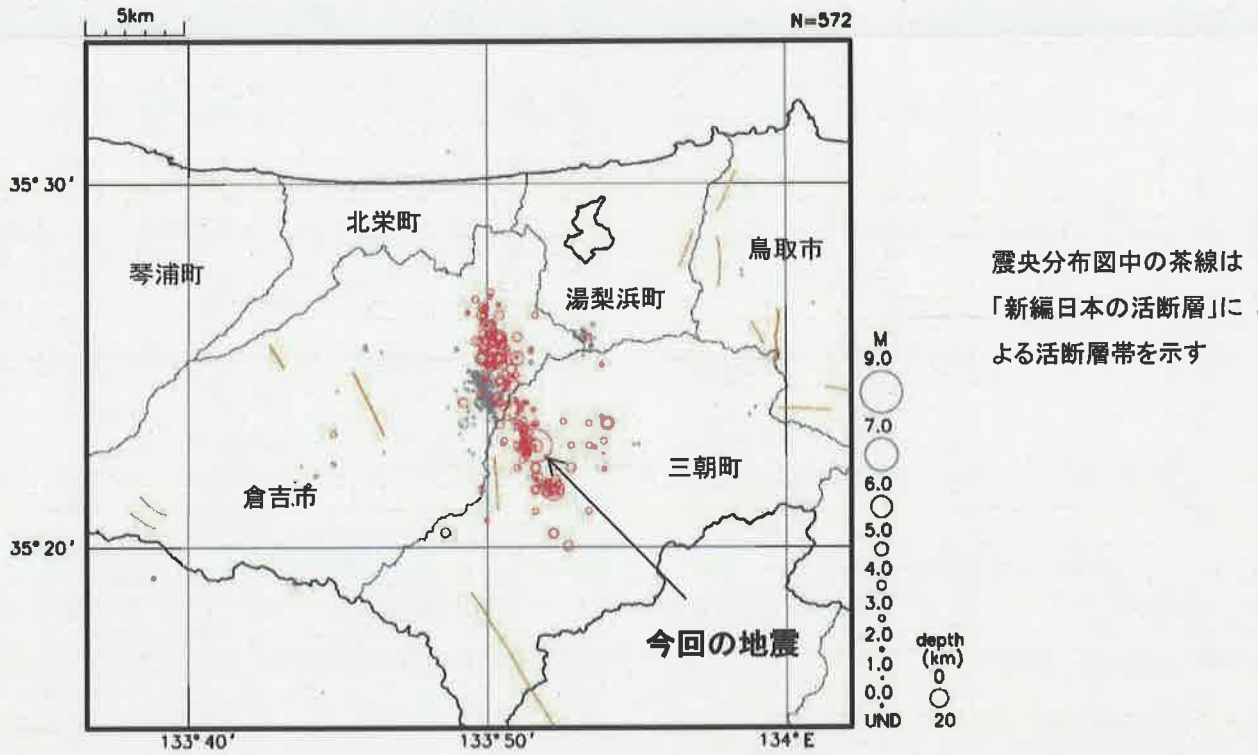 5km
N=572
35°30'
北栄町
琴浦町
鳥取市
湯梨浜町
震央分布図中の茶線は
「新編日本の活断層」に
よる活断層帯を示す
M
9.0
7.0
6.0
5.0
4.0
3.0
2.0
1.0
0.0
UND
三朝町
倉吉市
35°20'
今回の地震
depth
(km)
0
20
133°40'
133°50'
134°E